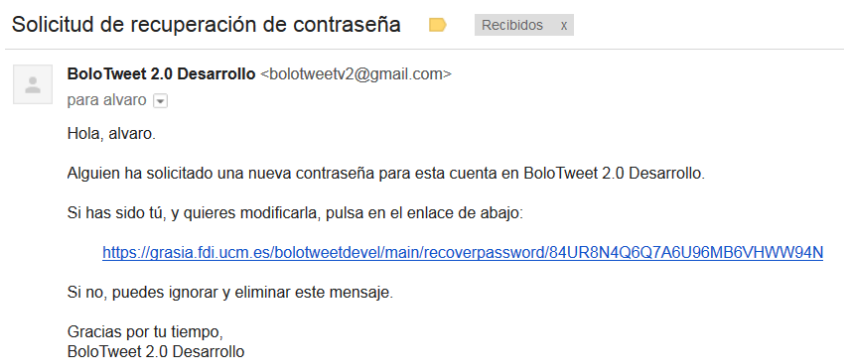 Solicitud de recuperación de contraseña Recibidos x
BoloTweet 2.0 Desarrollo <bolotweetv2@gmail.com>
para alvaro
Hola, alvaro.
Alguien ha solicitado una nueva contraseña para esta cuenta en BoloTweet 2.0 Desarrollo.
Si has sido tú, y quieres modificarla, pulsa en el enlace de abajo:
https://grasia.fdi.ucm.es/bolotweetdevel/main/recoverpassword/84UR8N4Q6Q7A6U96MB6VHWW94N
Si no, puedes ignorar y eliminar este mensaje.
Gracias por tu tiempo,
BoloTweet 2.0 Desarrollo